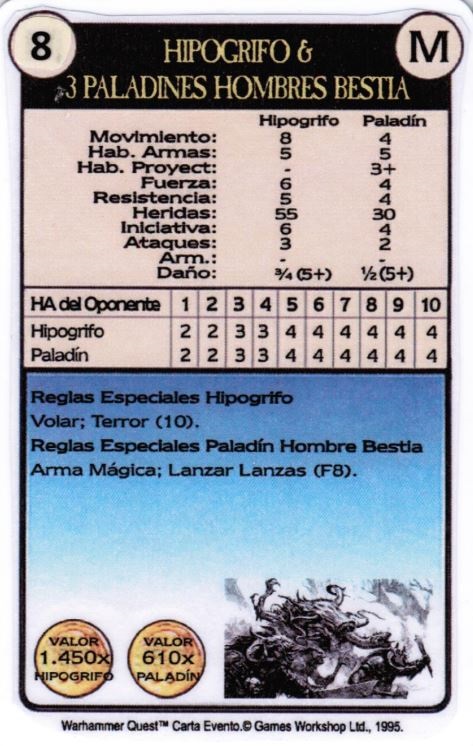 8
M
HIPOGRIFO &
3 PALADINES HOMBRES BESTIA
Hipogrifo Paladín
Movimiento: 8 4
Hab. Armas: 5 5
Hab. Proyect: - 3+
Fuerza: 6 4
Resistencia: 5 4
Heridas: 55 30
Iniciativa: 6 4
Ataques: 3 2
Arm.: - -
Daño: ¾ (5+) ½ (5+)
HA del Oponente 1 2 3 4 5 6 7 8 9 10
Hipogrifo 2 2 3 3 4 4 4 4 4 4
Paladín 2 2 3 3 4 4 4 4 4 4
Reglas Especiales Hipogrifo
Volar; Terror (10).
Reglas Especiales Paladín Hombre Bestia
Arma Mágica; Lanzar Lanzas (F8).
VALOR
1.450x
HIPOGRIFO
VALOR
610x
PALADÍN
Warhammer Quest™ Carta Evento.© Games Workshop Ltd., 1995.